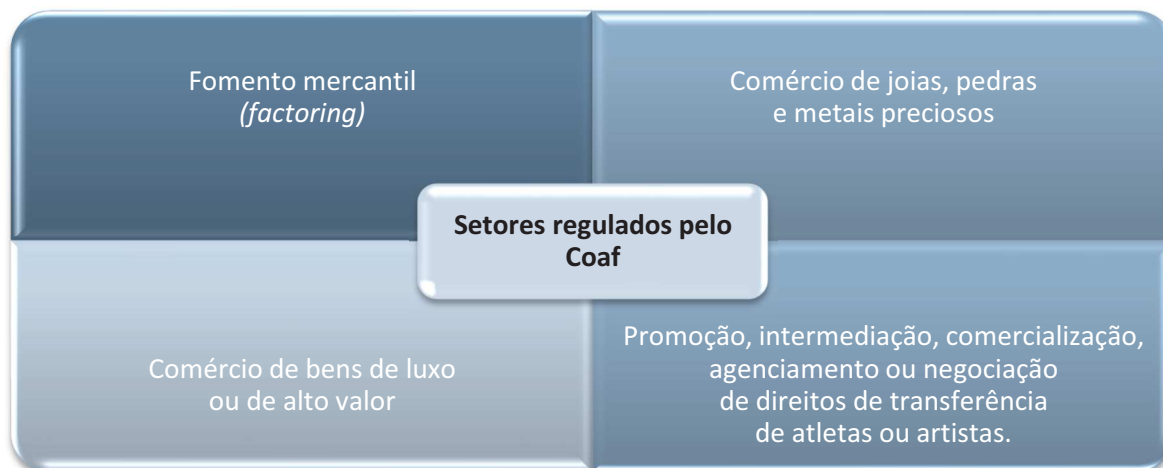 Fomento mercantil
(factoring)
Comércio de joias, pedras
e metais preciosos
Setores regulados pelo
Coaf
Comércio de bens de luxo
ou de alto valor
Promoção, intermediação, comercialização,
agenciamento ou negociação
de direitos de transferência
de atletas ou artistas.